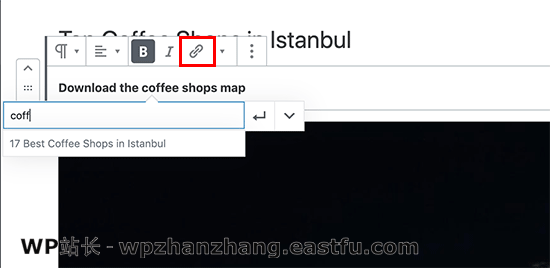 Top Coffee Shops in Istanbul
B I
Download the coffee shops map
coff
17 Best Coffee Shops in Istanbul
WP站长 - wpzhanzhang.eastfu.com